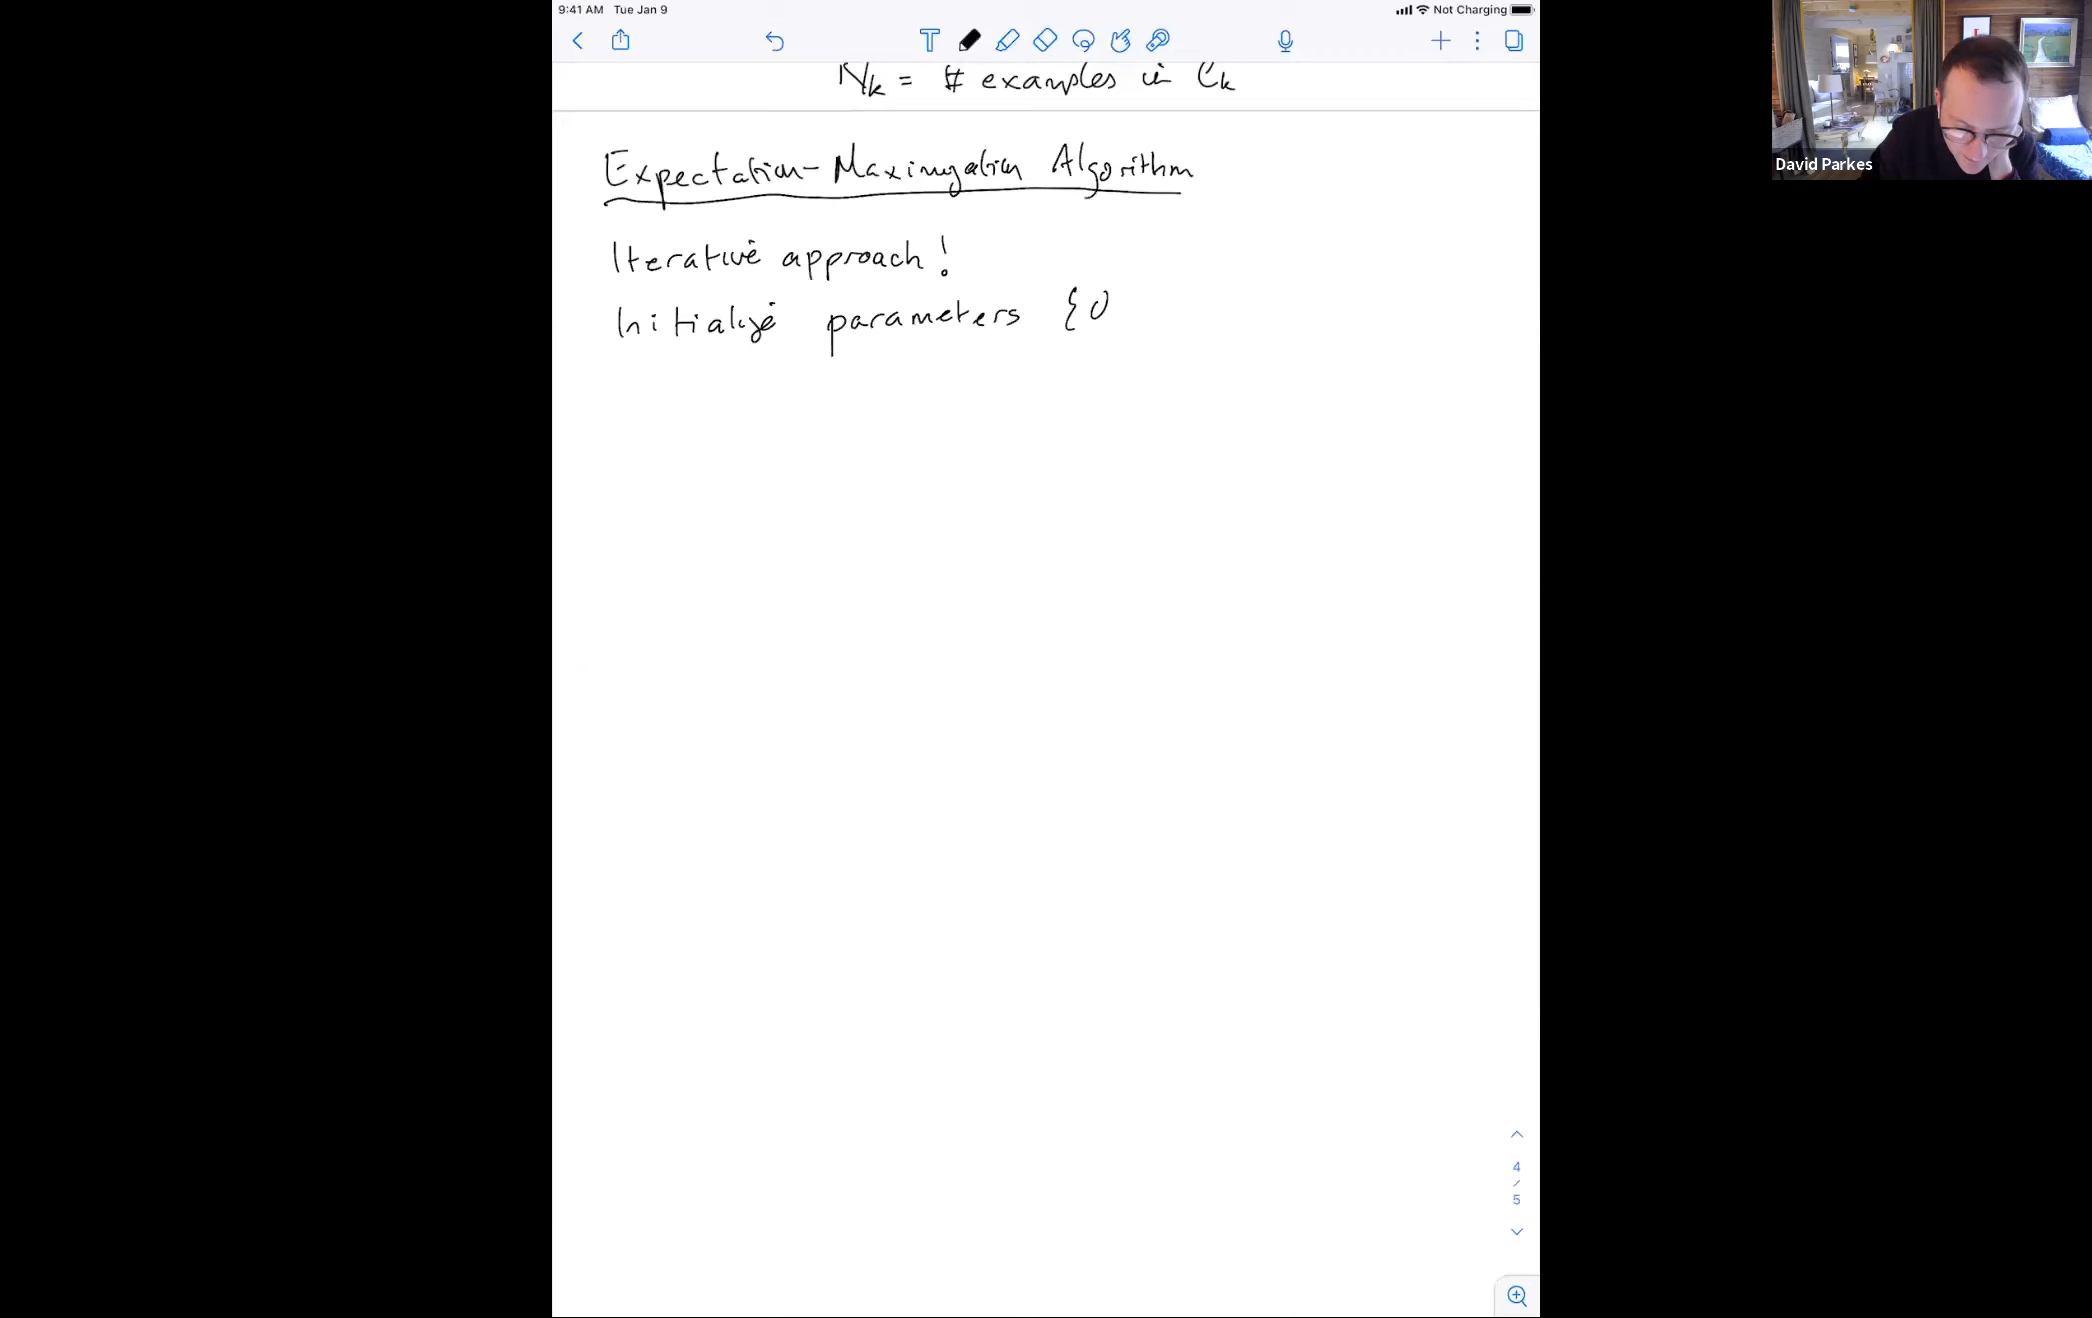 9:41 AM Tue Jan 9
Not Charging
Nk = # examples in Ck
David Parkes
Expectation-Maximization Algorithm
Iterative approach!
Initialize parameters {
4
/
5